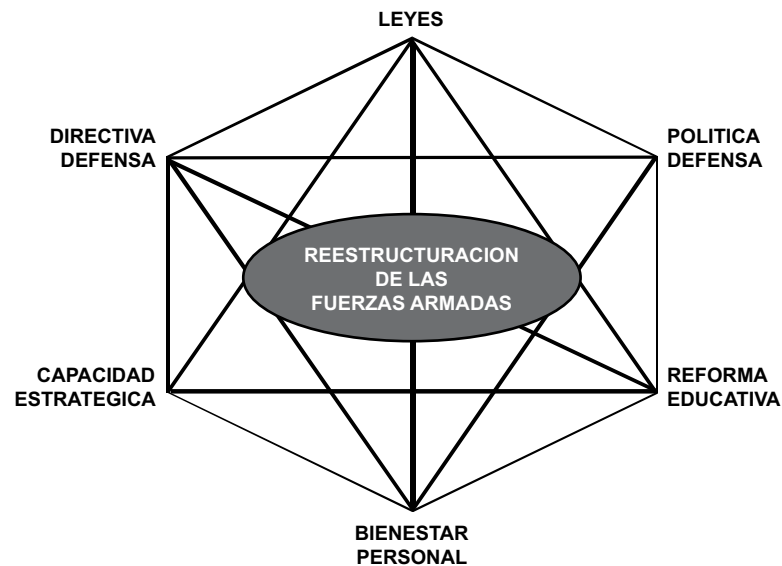 LEYES
DIRECTIVA
DEFENSA
POLITICA
DEFENSA
REESTRUCTURACION
DE LAS
FUERZAS ARMADAS
CAPACIDAD
ESTRATEGICA
REFORMA
EDUCATIVA
BIENESTAR
PERSONAL